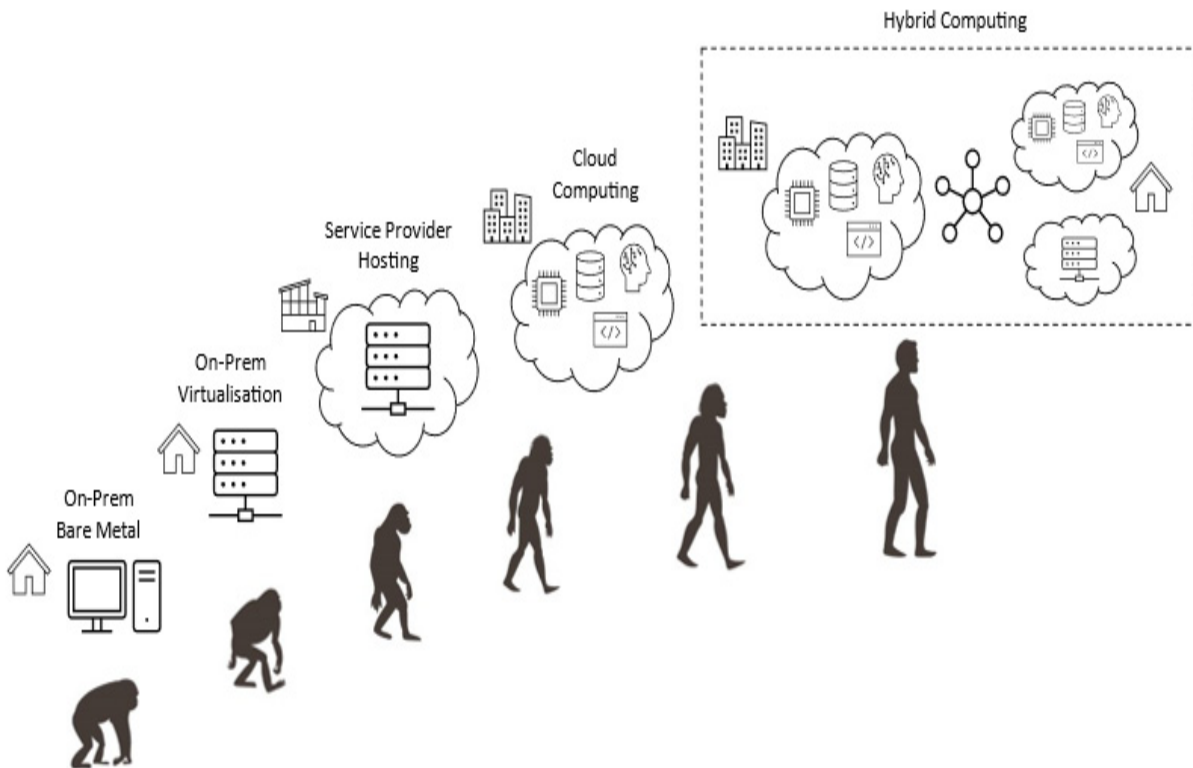 Hybrid Computing
Cloud
Computing
Service Provider
Hosting
On-Prem
Virtualisation
On-Prem
Bare Metal
</>
</>
</>